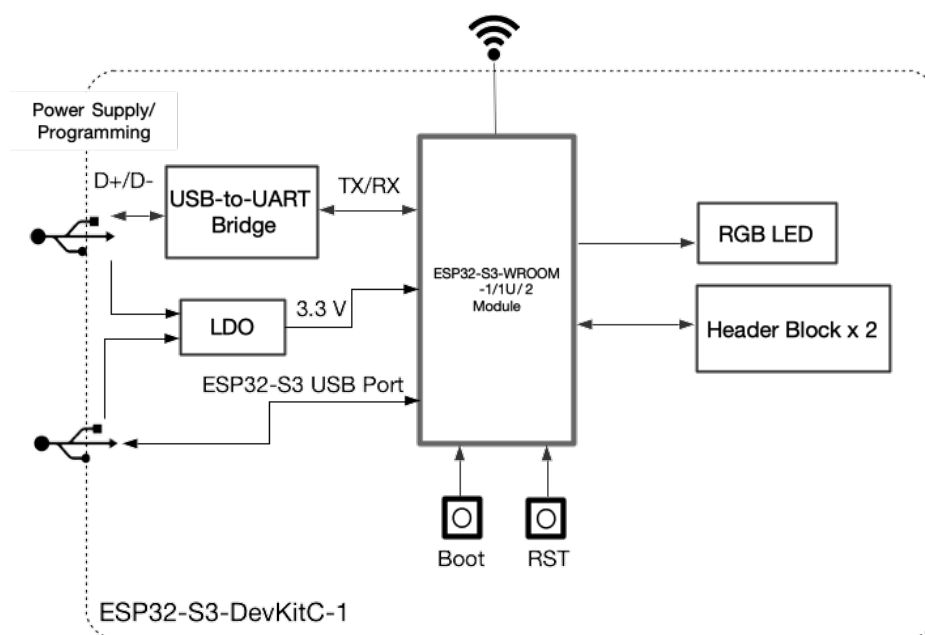 Power Supply/
Programming
D+/D-
USB-to-UART
Bridge
TX/RX
ESP32-S3-WROOM
-1/1U/2
Module
RGB LED
LDO
3.3 V
Header Block x 2
ESP32-S3 USB Port
Boot
RST
ESP32-S3-DevKitC-1